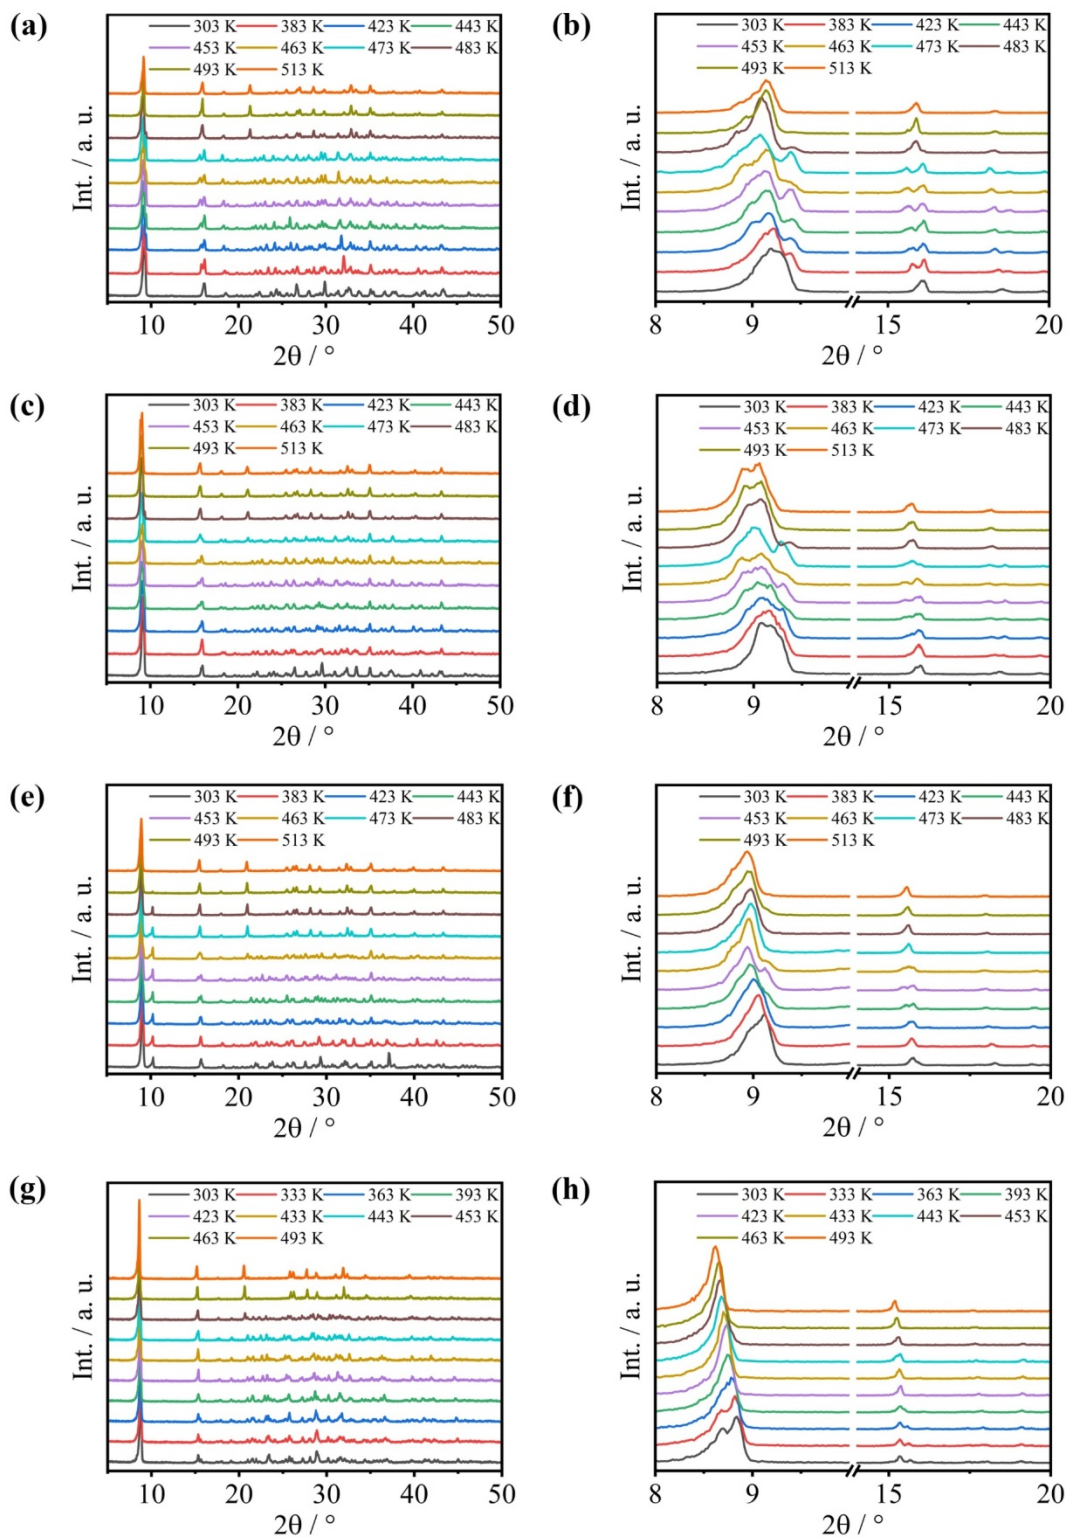 (a)
303 K 383 K 423 K 443 K
453 K 463 K 473 K 483 K
493 K 513 K
Int. / a. u.
10 20 30 40 50
2θ / °
(b)
303 K 383 K 423 K 443 K
453 K 463 K 473 K 483 K
493 K 513 K
Int. / a. u.
8 9 15 20
2θ / °
(c)
303 K 383 K 423 K 443 K
453 K 463 K 473 K 483 K
493 K 513 K
Int. / a. u.
10 20 30 40 50
2θ / °
(d)
303 K 383 K 423 K 443 K
453 K 463 K 473 K 483 K
493 K 513 K
Int. / a. u.
8 9 15 20
2θ / °
(e)
303 K 383 K 423 K 443 K
453 K 463 K 473 K 483 K
493 K 513 K
Int. / a. u.
10 20 30 40 50
2θ / °
(f)
303 K 383 K 423 K 443 K
453 K 463 K 473 K 483 K
493 K 513 K
Int. / a. u.
8 9 15 20
2θ / °
(g)
303 K 333 K 363 K 393 K
423 K 433 K 443 K 453 K
463 K 493 K
Int. / a. u.
10 20 30 40 50
2θ / °
(h)
303 K 333 K 363 K 393 K
423 K 433 K 443 K 453 K
463 K 493 K
Int. / a. u.
8 9 15 20
2θ / °